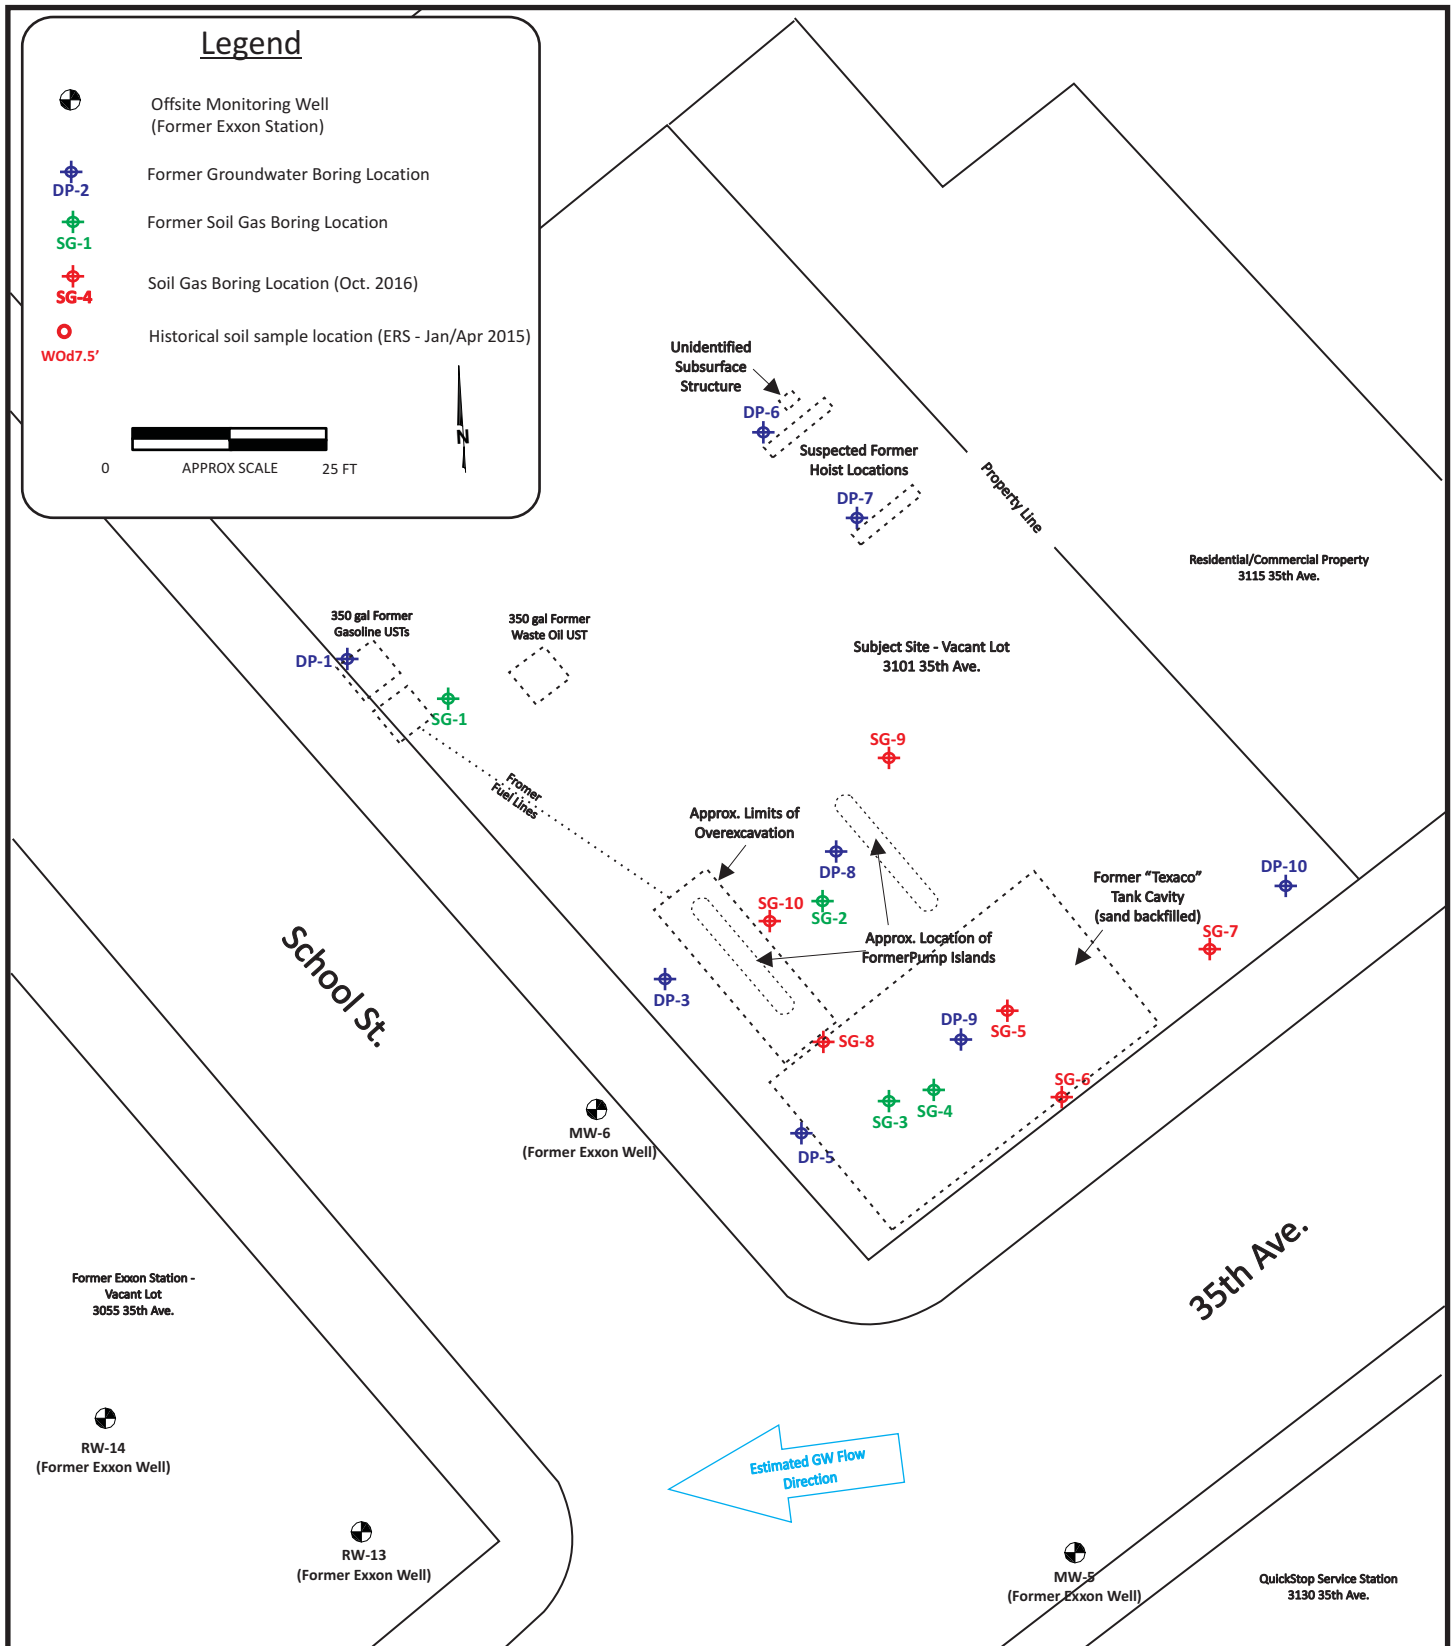 Legend
Offsite Monitoring Well
(Former Exxon Station)
DP-2
Former Groundwater Boring Location
SG-1
Former Soil Gas Boring Location
SG-4
Soil Gas Boring Location (Oct. 2016)
WOd7.5’
Historical soil sample location (ERS - Jan/Apr 2015)
0
APPROX SCALE
25 FT
N
Unidentified
Subsurface
Structure
DP-6
Suspected Former
Hoist Locations
DP-7
Property Line
Residential/Commercial Property
3115 35th Ave.
350 gal Former
Gasoline USTs
350 gal Former
Waste Oil UST
DP-1
SG-1
Subject Site - Vacant Lot
3101 35th Ave.
SG-9
Fromer
Fuel Lines
Approx. Limits of
Overexcavation
DP-8
SG-10
SG-2
Former “Texaco”
Tank Cavity
(sand backfilled)
DP-10
SG-7
Approx. Location of
FormerPump Islands
School St.
DP-3
DP-9
SG-5
SG-8
SG-6
SG-3
SG-4
MW-6
(Former Exxon Well)
DP-5
35th Ave.
Former Exxon Station -
Vacant Lot
3055 35th Ave.
RW-14
(Former Exxon Well)
Estimated GW Flow
Direction
RW-13
(Former Exxon Well)
MW-5
(Former Exxon Well)
QuickStop Service Station
3130 35th Ave.